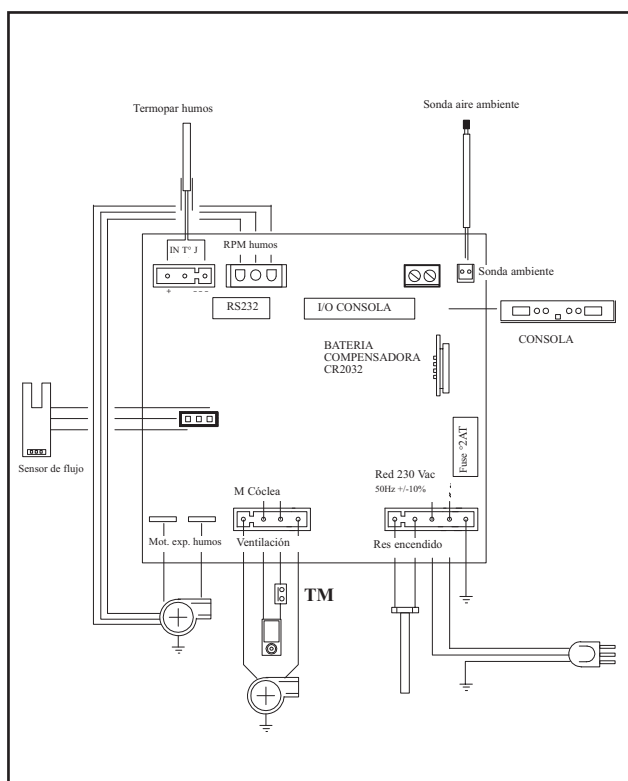 Termopar humos
Sonda aire ambiente
IN T° J
RPM humos
+
- - -
Sonda ambiente
RS232
I/O CONSOLA
CONSOLA
BATERIA
COMPENSADORA
CR2032
Sensor de flujo
Fuse °2AT
Red 230 Vac
50Hz +/-10%
M Cóclea
Mot. exp. humos
Ventilación
Res encendido
TM